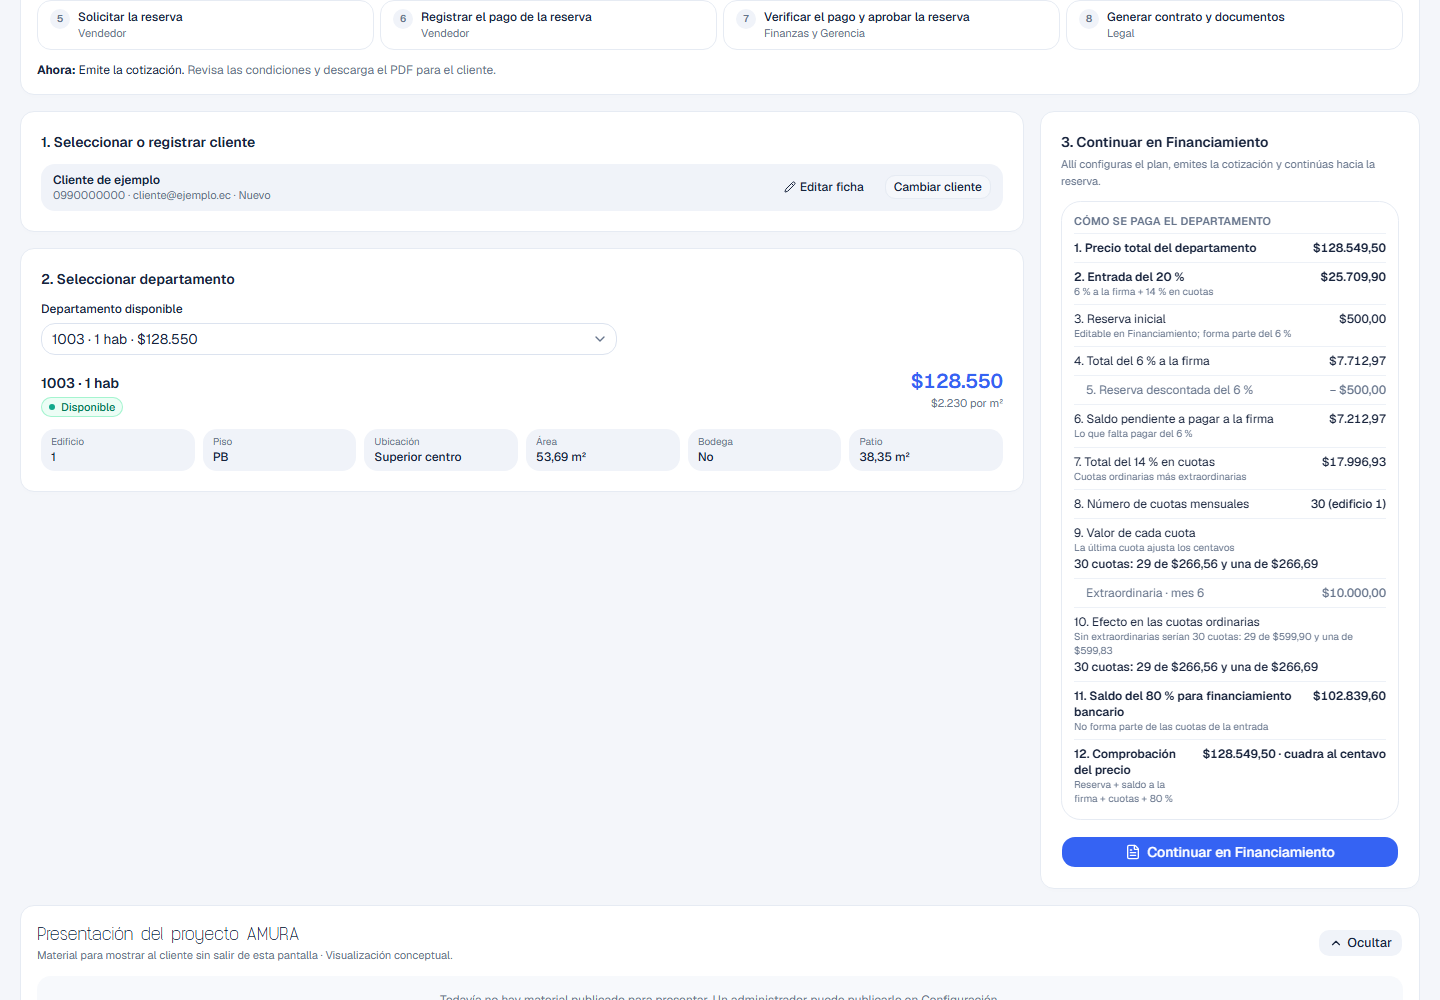 5 Solicitar la reserva
Vendedor
6 Registrar el pago de la reserva
Vendedor
7 Verificar el pago y aprobar la reserva
Finanzas y Gerencia
8 Generar contrato y documentos
Legal
Ahora: Emite la cotización. Revisa las condiciones y descarga el PDF para el cliente.
1. Seleccionar o registrar cliente
Cliente de ejemplo
0990000000 · cliente@ejemplo.ec · Nuevo
Editar ficha
Cambiar cliente
2. Seleccionar departamento
Departamento disponible
1003 · 1 hab · $128.550
1003 · 1 hab
Disponible
$128.550
$2.230 por m²
Edificio
1
Piso
PB
Ubicación
Superior centro
Área
53,69 m²
Bodega
No
Patio
38,35 m²
3. Continuar en Financiamiento
Allí configuras el plan, emites la cotización y continúas hacia la
reserva.
CÓMO SE PAGA EL DEPARTAMENTO
1. Precio total del departamento $128.549,50
2. Entrada del 20 % $25.709,90
6 % a la firma + 14 % en cuotas
3. Reserva inicial $500,00
Editable en Financiamiento; forma parte del 6 %
4. Total del 6 % a la firma $7.712,97
5. Reserva descontada del 6 % − $500,00
6. Saldo pendiente a pagar a la firma $7.212,97
Lo que falta pagar del 6 %
7. Total del 14 % en cuotas $17.996,93
Cuotas ordinarias más extraordinarias
8. Número de cuotas mensuales 30 (edificio 1)
9. Valor de cada cuota
La última cuota ajusta los centavos
30 cuotas: 29 de $266,56 y una de $266,69
Extraordinaria · mes 6 $10.000,00
10. Efecto en las cuotas ordinarias
Sin extraordinarias serían 30 cuotas: 29 de $599,90 y una de
$599,83
30 cuotas: 29 de $266,56 y una de $266,69
11. Saldo del 80 % para financiamiento $102.839,60
bancario
No forma parte de las cuotas de la entrada
12. Comprobación $128.549,50 · cuadra al centavo
del precio
Reserva + saldo a la
firma + cuotas + 80 %
Continuar en Financiamiento
Presentación del proyecto AMURA
Material para mostrar al cliente sin salir de esta pantalla · Visualización conceptual.
Ocultar
Todavía no hay material publicado para presentar. Un administrador puede publicarlo en Configuración.